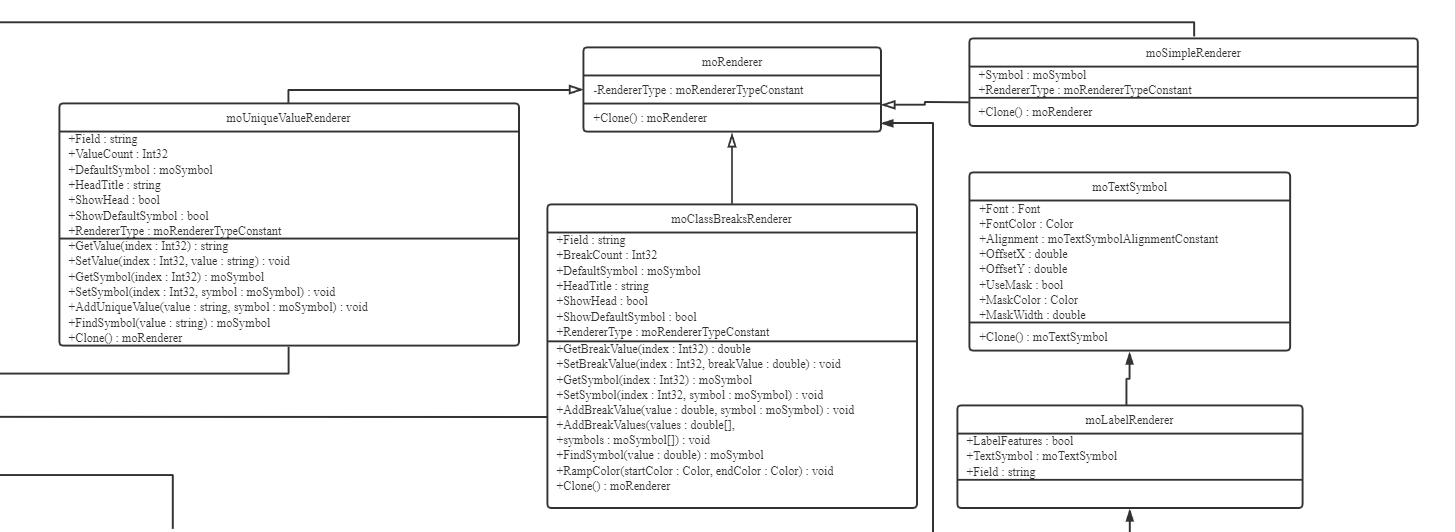 moRenderer
-RendererType : moRendererTypeConstant
+Clone() : moRenderer
moSimpleRenderer
+Symbol : moSymbol
+RendererType : moRendererTypeConstant
+Clone() : moRenderer
moUniqueValueRenderer
+Field : string
+ValueCount : Int32
+DefaultSymbol : moSymbol
+HeadTitle : string
+ShowHead : bool
+ShowDefaultSymbol : bool
+RendererType : moRendererTypeConstant
+GetValue(index : Int32) : string
+SetValue(index : Int32, value : string) : void
+GetSymbol(index : Int32) : moSymbol
+SetSymbol(index : Int32, symbol : moSymbol) : void
+AddUniqueValue(value : string, symbol : moSymbol) : void
+FindSymbol(value : string) : moSymbol
+Clone() : moRenderer
moClassBreaksRenderer
+Field : string
+BreakCount : Int32
+DefaultSymbol : moSymbol
+HeadTitle : string
+ShowHead : bool
+ShowDefaultSymbol : bool
+RendererType : moRendererTypeConstant
+GetBreakValue(index : Int32) : double
+SetBreakValue(index : Int32, breakValue : double) : void
+GetSymbol(index : Int32) : moSymbol
+SetSymbol(index : Int32, symbol : moSymbol) : void
+AddBreakValue(value : double, symbol : moSymbol) : void
+AddBreakValues(values : double[],
+symbols : moSymbol[]) : void
+FindSymbol(value : double) : moSymbol
+RampColor(startColor : Color, endColor : Color) : void
+Clone() : moRenderer
moTextSymbol
+Font : Font
+FontColor : Color
+Alignment : moTextSymbolAlignmentConstant
+OffsetX : double
+OffsetY : double
+UseMask : bool
+MaskColor : Color
+MaskWidth : double
+Clone() : moTextSymbol
moLabelRenderer
+LabelFeatures : bool
+TextSymbol : moTextSymbol
+Field : string